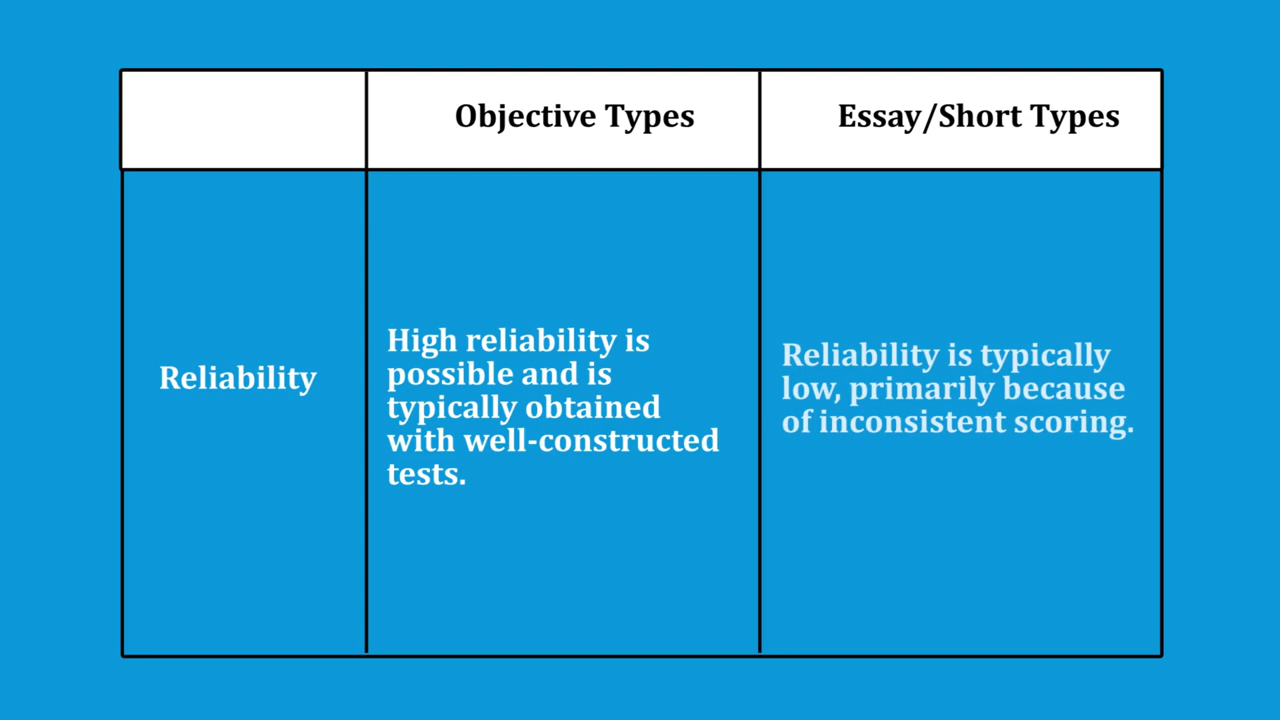 Objective Types
Essay/Short Types
Reliability
High reliability is
possible and is
typically obtained
with well-constructed
tests.
Reliability is typically
low, primarily because
of inconsistent scoring.